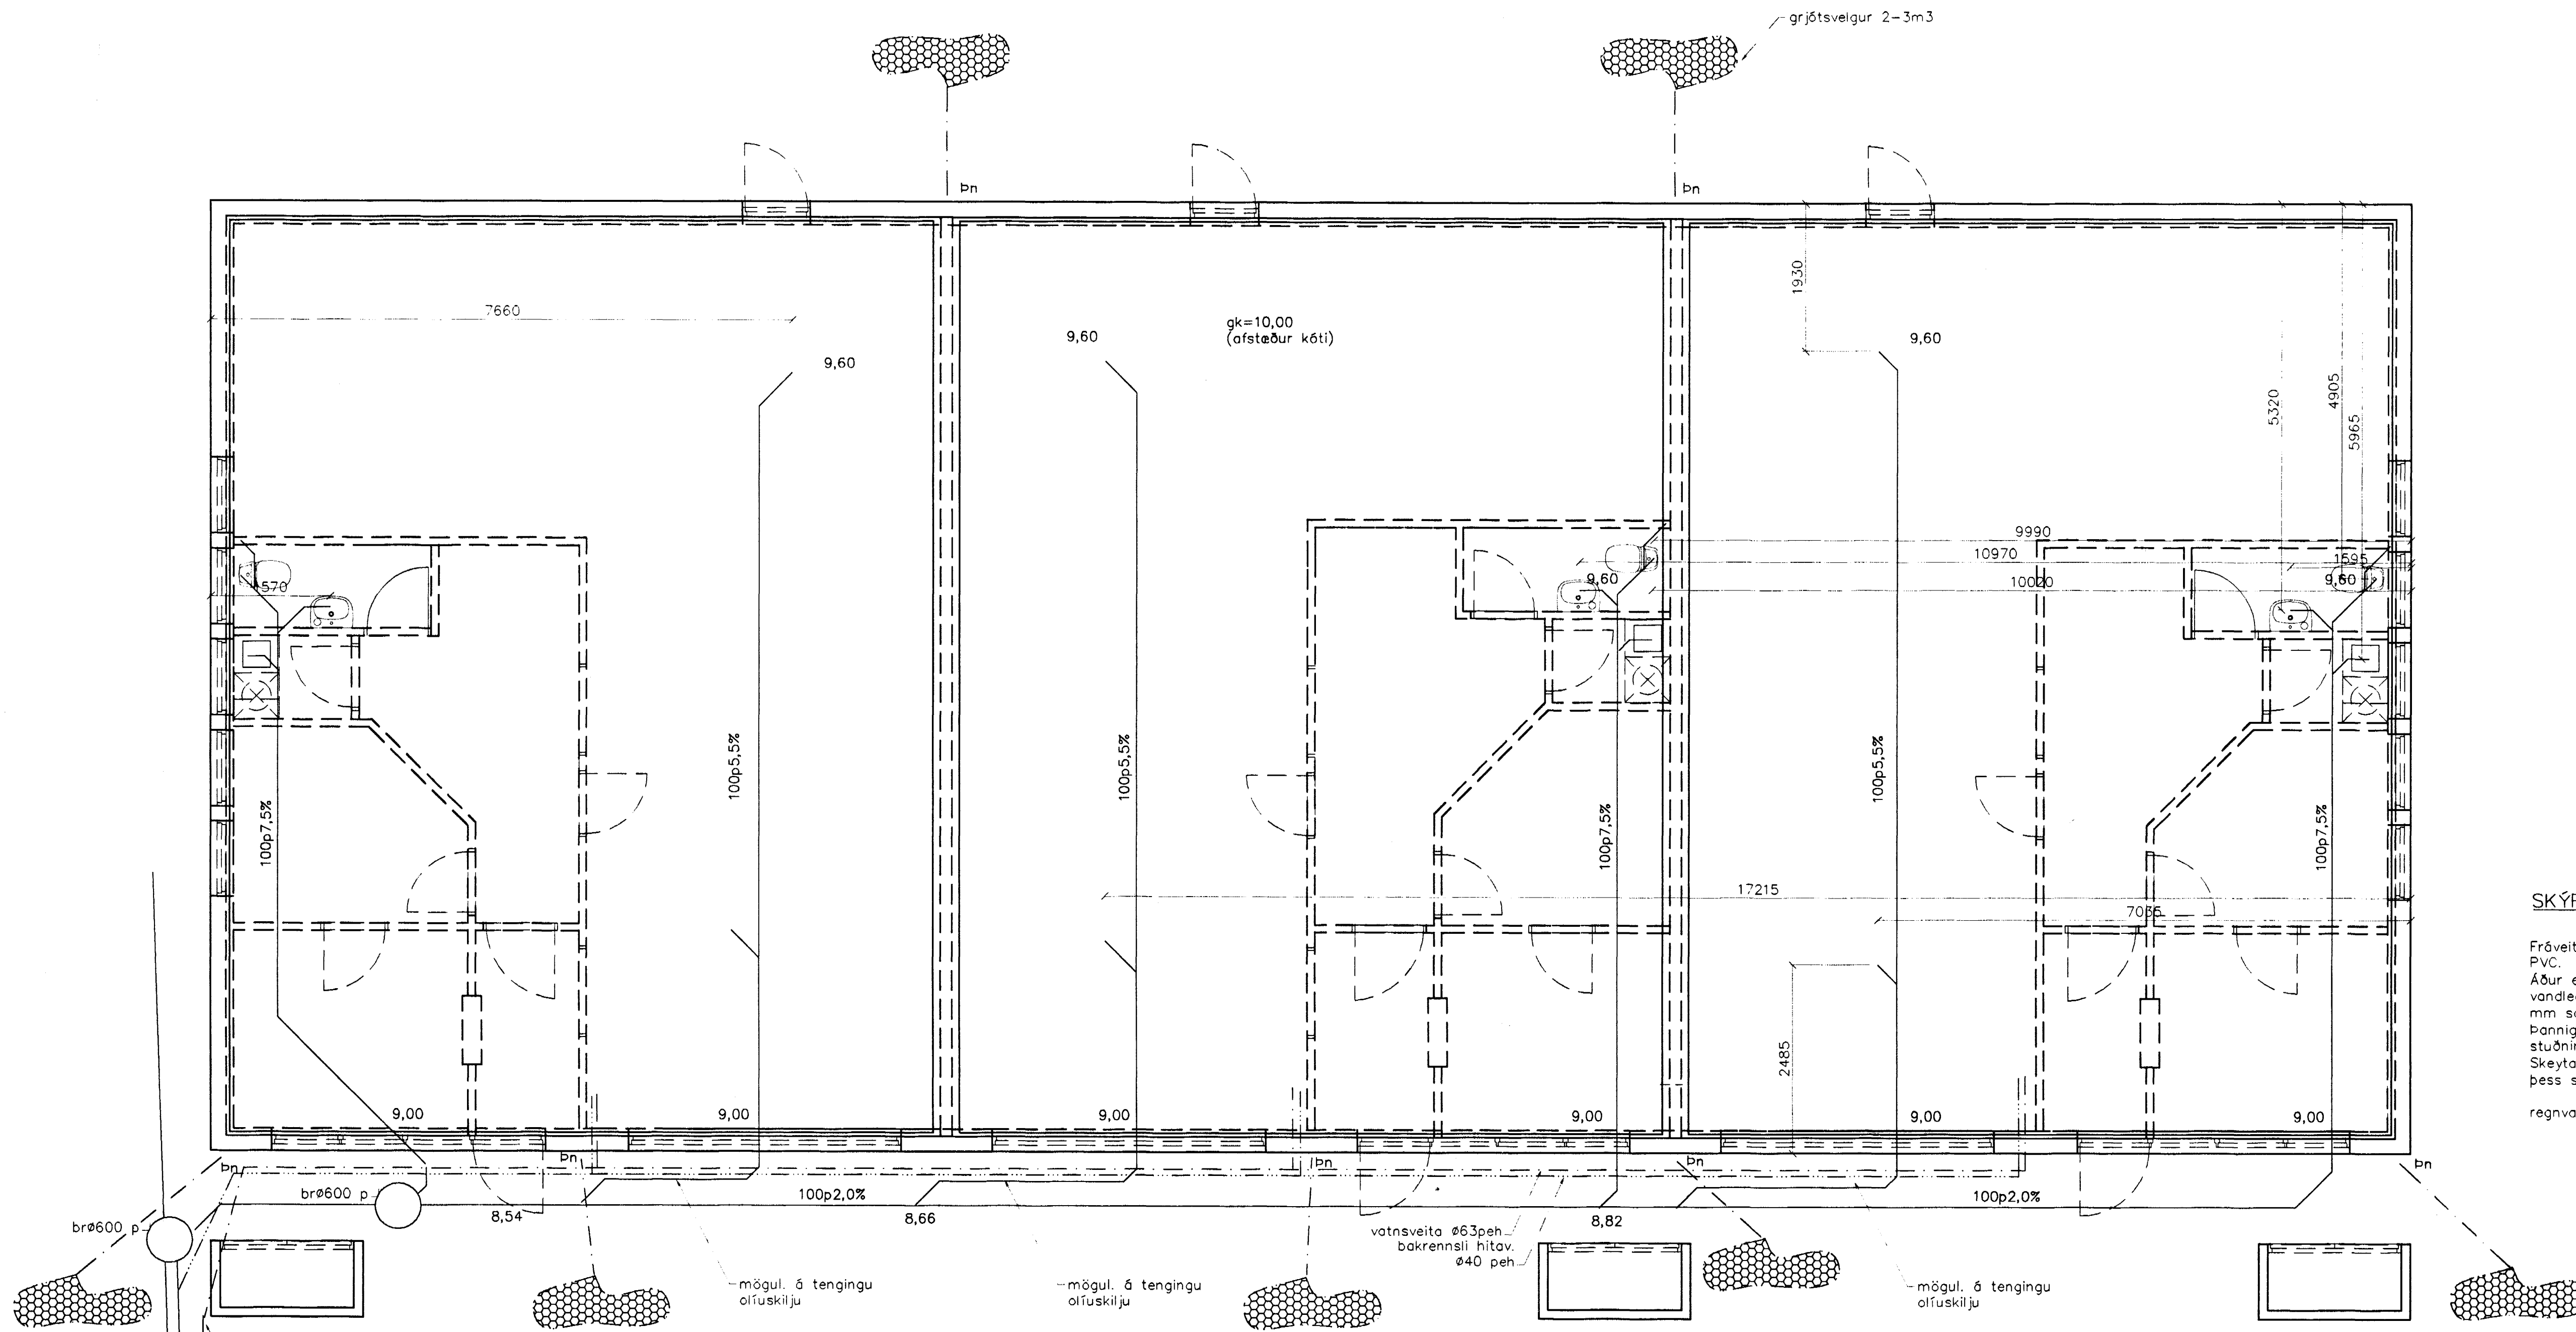 grjótsvelgur 2-3m3
Þn
Þn
7660
9,60
9,60
gk=10,00
(afstæður kóti)
1930
9,60
5320
4905
5965
9990
10970
1595
10020
9,60
9,60
4570
100p5,5%
100p5,5%
100p5,5%
100p7,5%
100p7,5%
100p7,5%
17215
2485
9,00
9,00
9,00
9,00
9,00
9,00
Þn
Þn
Þn
Þn
Þn
brø600 p
100p2,0%
100p2,0%
brø600 p
8,54
8,66
8,82
vatnsveita ø63peh
bakrennsli hitav.
ø40 peh
mögul. á tengingu
olíuskilju
mögul. á tengingu
olíuskilju
mögul. á tengingu
olíuskilju
PVC.
mm
Þannig